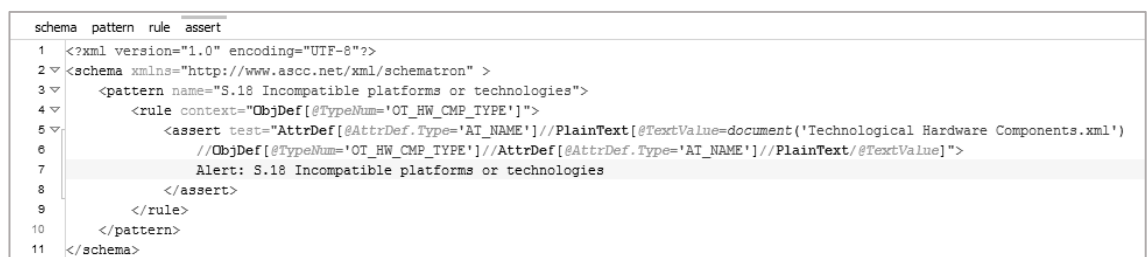 schema pattern rule assert
1 <?xml version="1.0" encoding="UTF-8"?>
2 <schema xmlns="http://www.ascc.net/xml/schematron" >
3 <pattern name="S.18 Incompatible platforms or technologies">
4 <rule context="ObjDef[@TypeNum='OT_HW_CMP_TYPE']">
5 <assert test="AttrDef[@AttrDef.Type='AT_NAME']//PlainText[@TextValue=document('Technological Hardware Components.xml')
6 //ObjDef[@TypeNum='OT_HW_CMP_TYPE']//AttrDef[@AttrDef.Type='AT_NAME']//PlainText/@TextValue]">
7 Alert: S.18 Incompatible platforms or technologies
8 </assert>
9 </rule>
10 </pattern>
11 </schema>